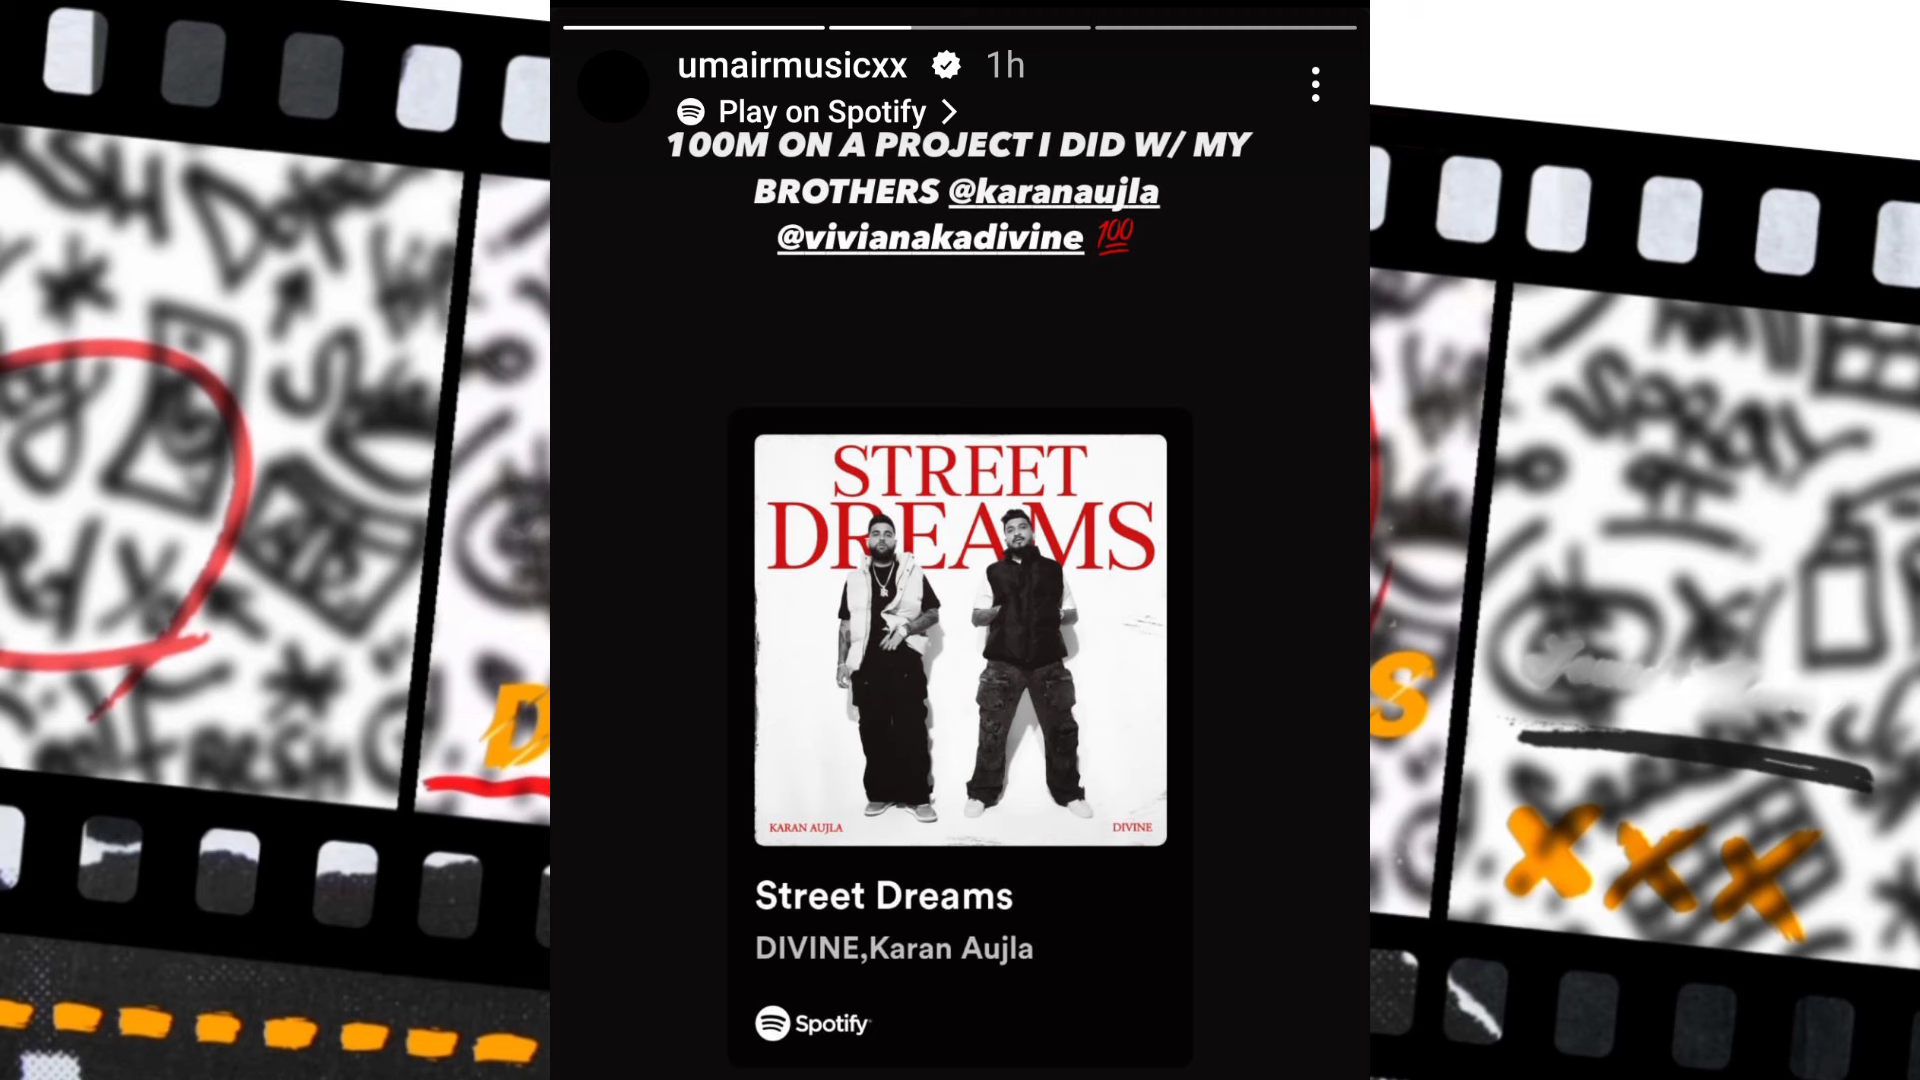 umairmusicxx 1h
Play on Spotify
100M ON A PROJECT I DID W/ MY
BROTHERS @karanaujla
@vivianakadivine 💯
STREET
DREAMS
KARAN AUJLA DIVINE
Street Dreams
DIVINE,Karan Aujla
Spotify